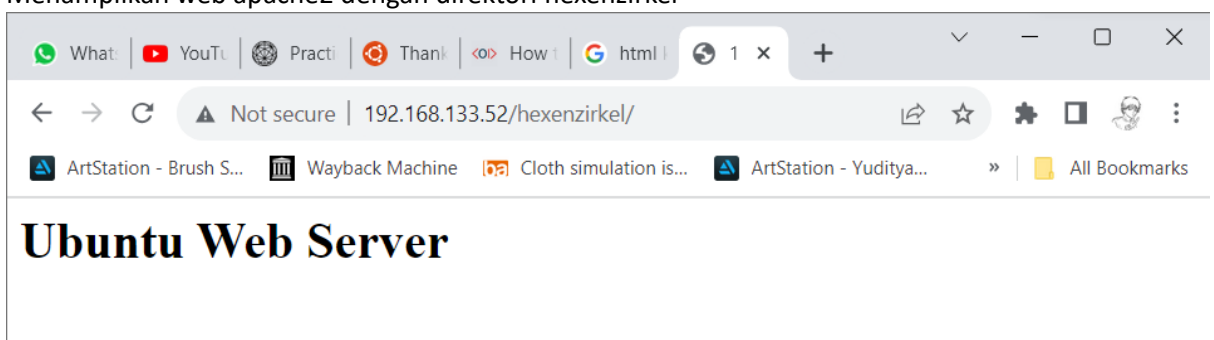 Menampilkan web apache2 dengan direktori hexenzirkel
Whats YouTu Practi Thank How t html k 1
Not secure 192.168.133.52/hexenzirkel/
ArtStation - Brush S... Wayback Machine Cloth simulation is... ArtStation - Yuditya... » All Bookmarks
Ubuntu Web Server